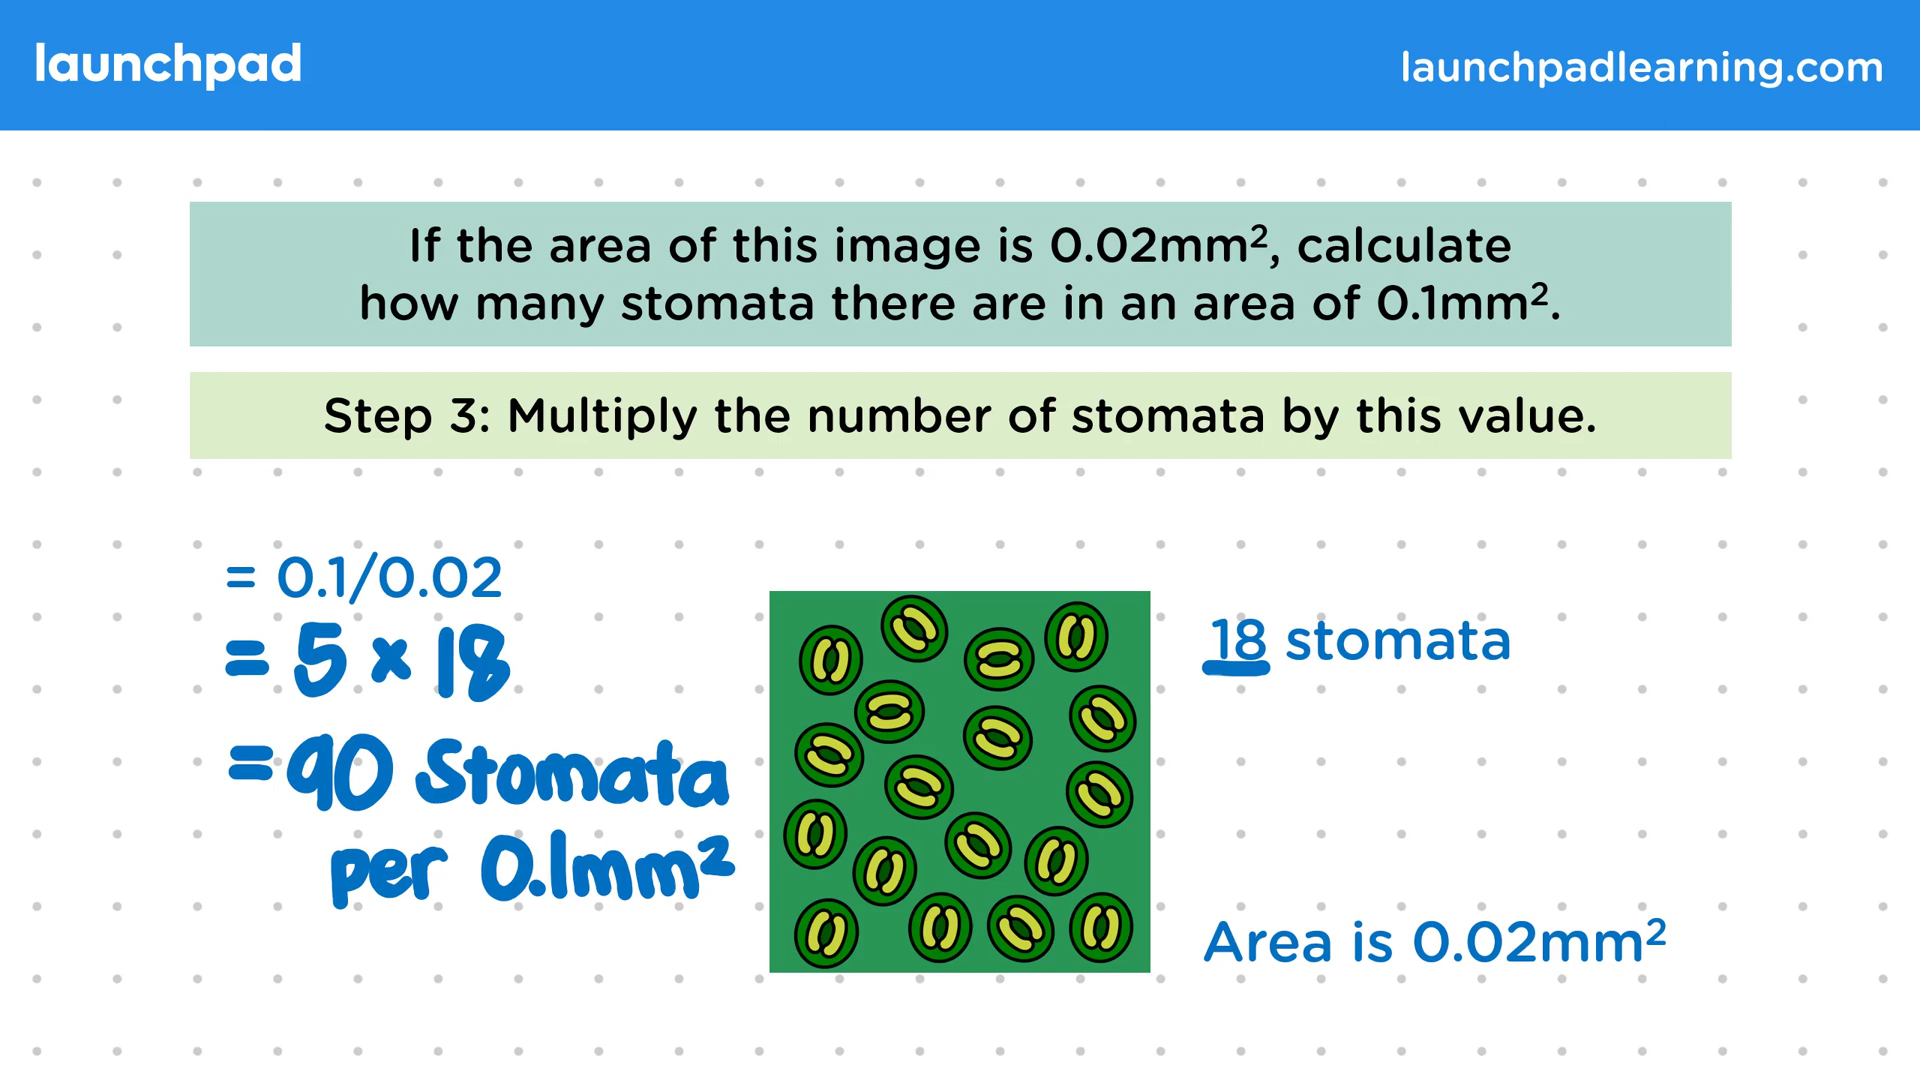 launchpad
launchpadlearning.com
If the area of this image is 0.02mm², calculate
how many stomata there are in an area of 0.1mm².
Step 3: Multiply the number of stomata by this value.
= 0.1/0.02
= 5 × 18
= 90 Stomata
per 0.1mm²
18 stomata
Area is 0.02mm²